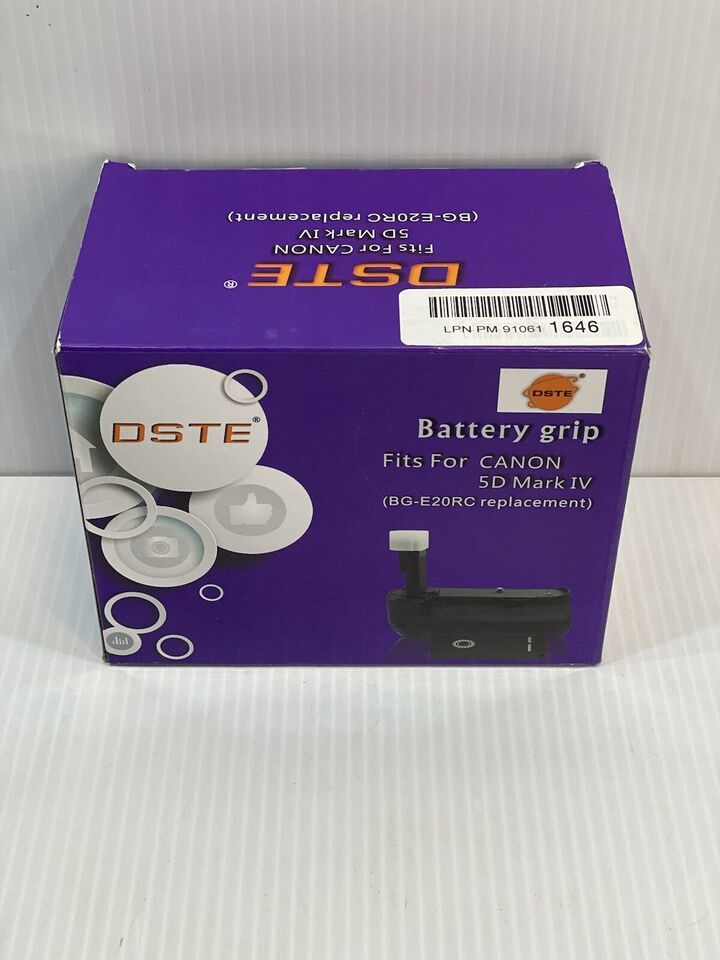 (BG-E20RC replacement)
5D Mark IV
Fits For CANON
DSTE®
LPN PM 91061 1646
DSTE®
DSTE®
Battery grip
Fits For CANON
5D Mark IV
(BG-E20RC replacement)